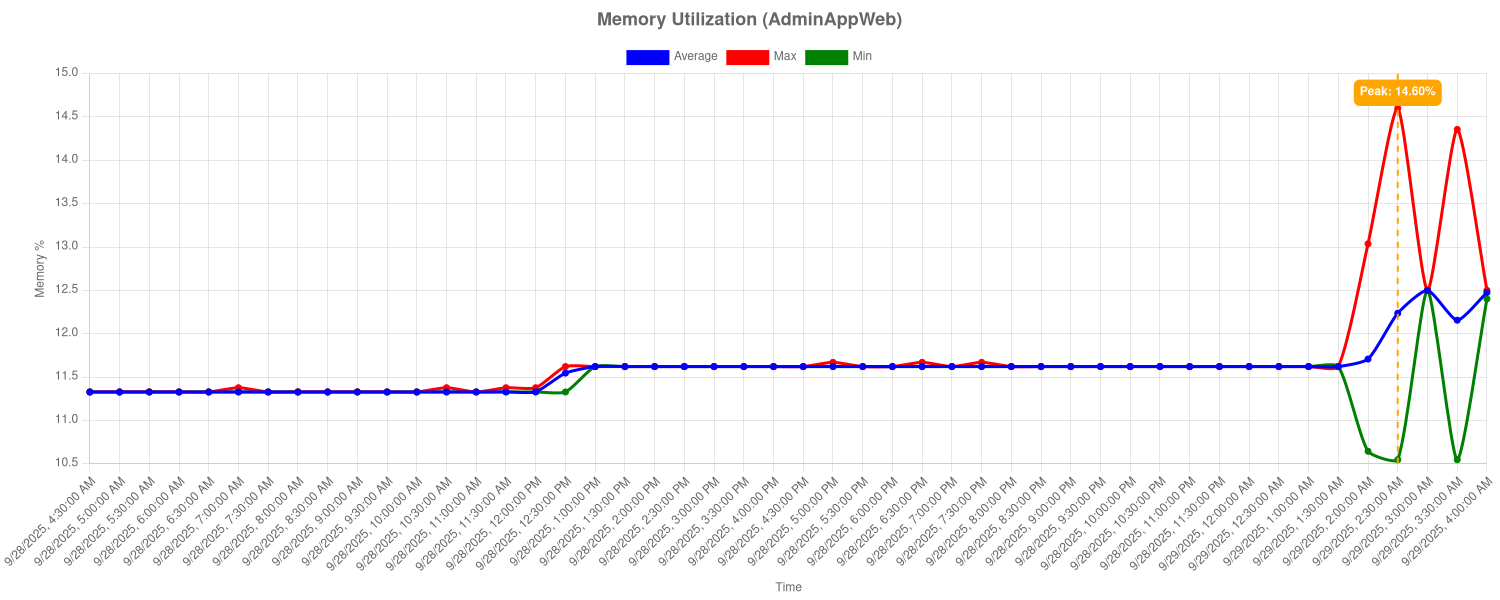 Memory Utilization (AdminAppWeb)
Average Max Min
Peak: 14.60%
15.0
14.5
14.0
13.5
13.0
12.5
12.0
11.5
11.0
10.5
Memory %
9/28/2025, 4:30:00 AM
9/28/2025, 5:00:00 AM
9/28/2025, 5:30:00 AM
9/28/2025, 6:00:00 AM
9/28/2025, 6:30:00 AM
9/28/2025, 7:00:00 AM
9/28/2025, 7:30:00 AM
9/28/2025, 8:00:00 AM
9/28/2025, 8:30:00 AM
9/28/2025, 9:00:00 AM
9/28/2025, 9:30:00 AM
9/28/2025, 10:00:00 AM
9/28/2025, 10:30:00 AM
9/28/2025, 11:00:00 AM
9/28/2025, 11:30:00 AM
9/28/2025, 12:00:00 PM
9/28/2025, 12:30:00 PM
9/28/2025, 1:00:00 PM
9/28/2025, 1:30:00 PM
9/28/2025, 2:00:00 PM
9/28/2025, 2:30:00 PM
9/28/2025, 3:00:00 PM
9/28/2025, 3:30:00 PM
9/28/2025, 4:00:00 PM
9/28/2025, 4:30:00 PM
9/28/2025, 5:00:00 PM
9/28/2025, 5:30:00 PM
9/28/2025, 6:00:00 PM
9/28/2025, 6:30:00 PM
9/28/2025, 7:00:00 PM
9/28/2025, 7:30:00 PM
9/28/2025, 8:00:00 PM
9/28/2025, 8:30:00 PM
9/28/2025, 9:00:00 PM
9/28/2025, 9:30:00 PM
9/28/2025, 10:00:00 PM
9/28/2025, 10:30:00 PM
9/28/2025, 11:00:00 PM
9/28/2025, 11:30:00 PM
9/29/2025, 12:00:00 AM
9/29/2025, 12:30:00 AM
9/29/2025, 1:00:00 AM
9/29/2025, 1:30:00 AM
9/29/2025, 2:00:00 AM
9/29/2025, 2:30:00 AM
9/29/2025, 3:00:00 AM
9/29/2025, 3:30:00 AM
9/29/2025, 4:00:00 AM
Time